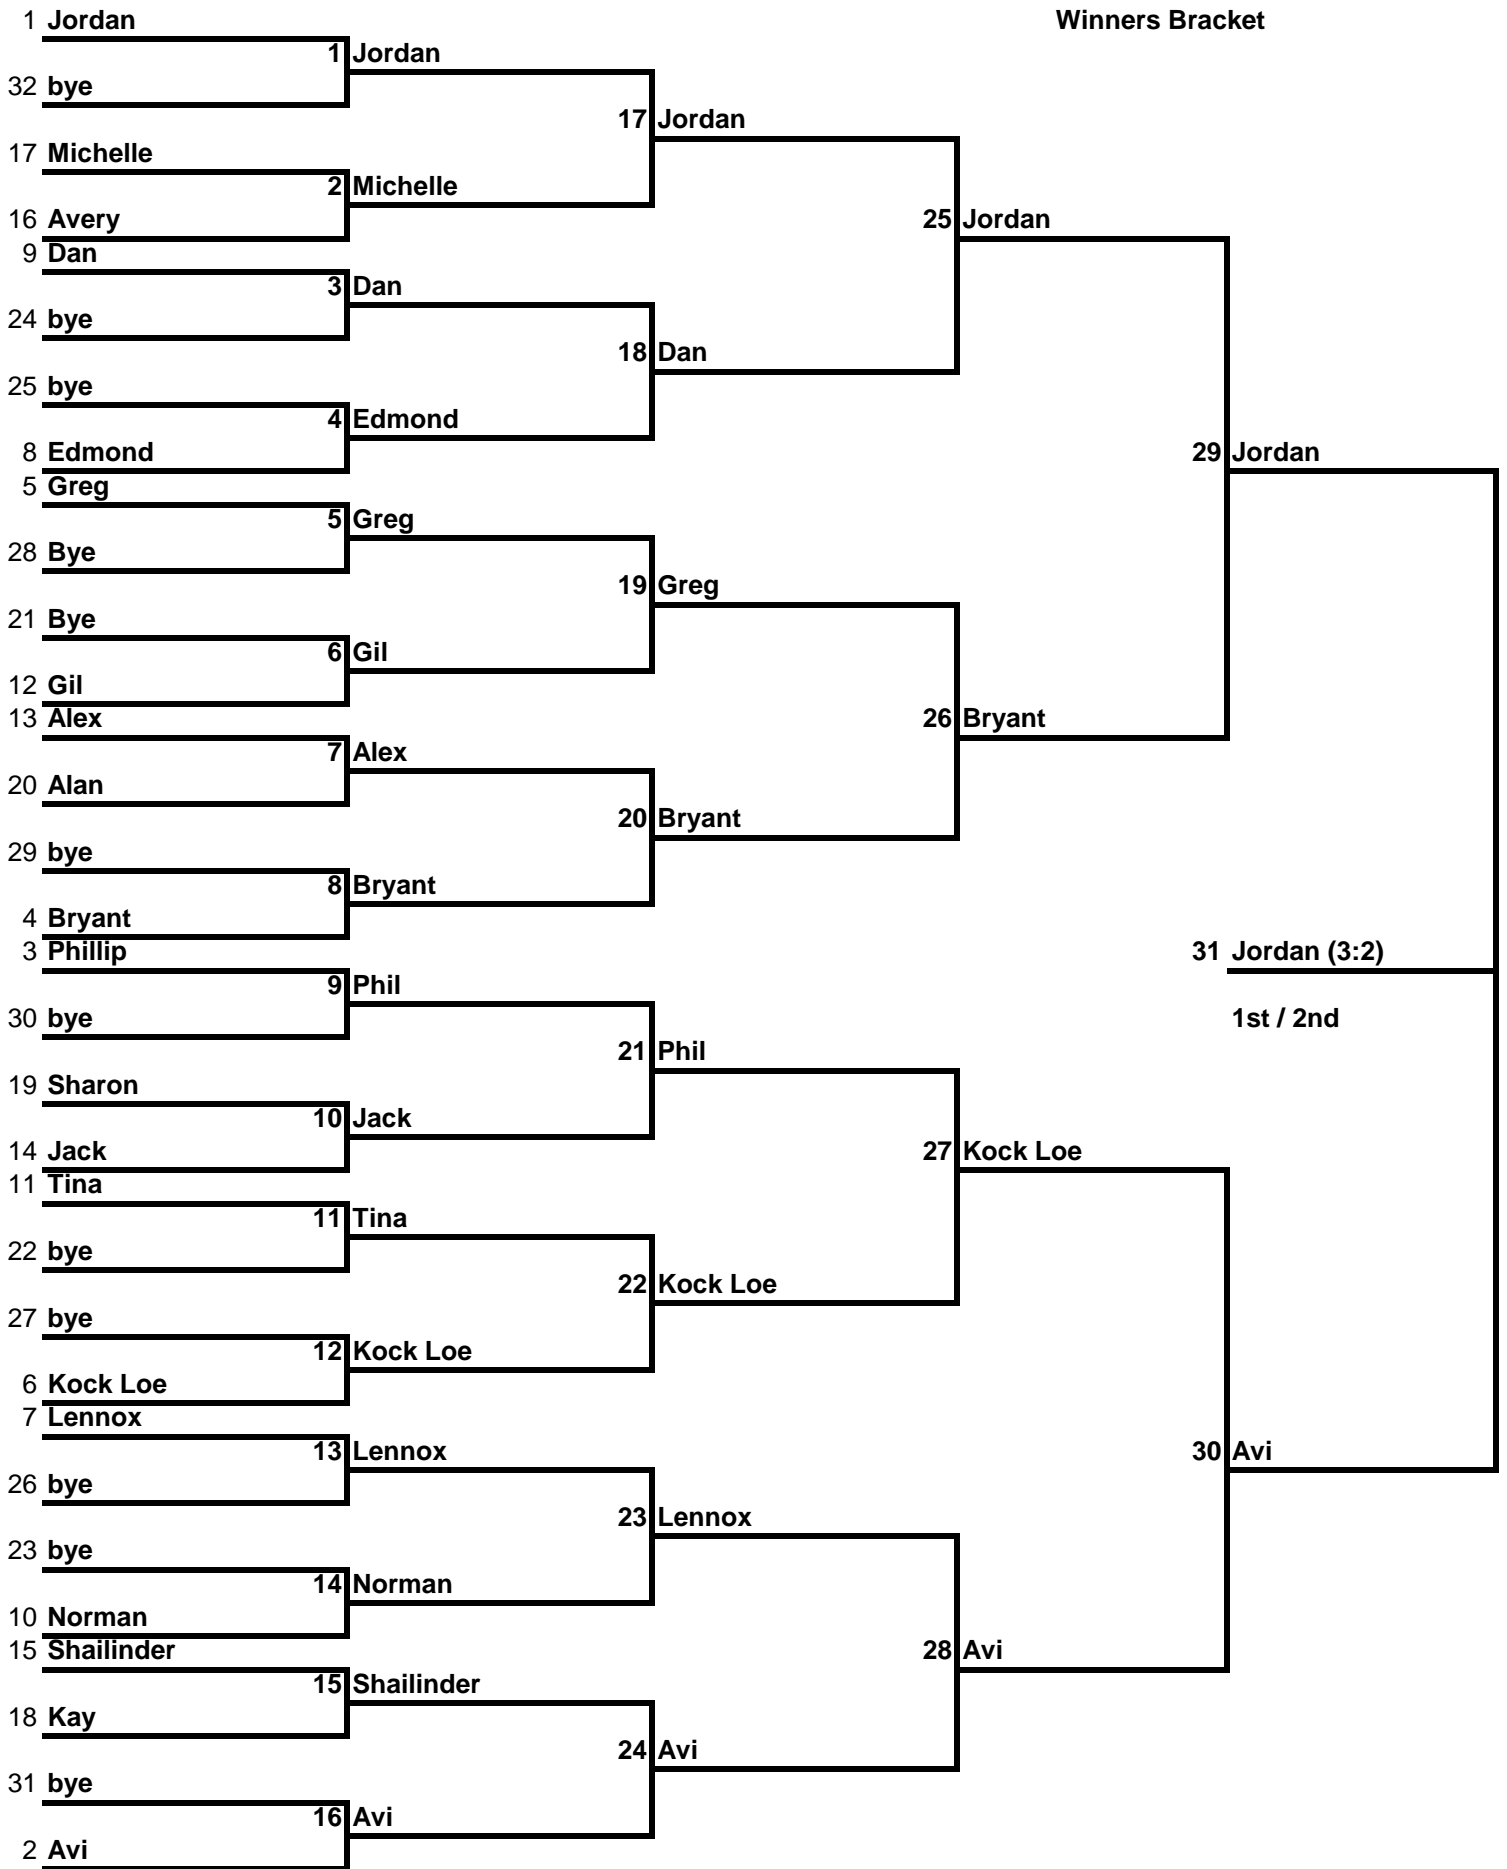 1 Jordan
Winners Bracket
1 Jordan
32 bye
17 Jordan
17 Michelle
2 Michelle
16 Avery
25 Jordan
9 Dan
3 Dan
24 bye
18 Dan
25 bye
4 Edmond
8 Edmond
29 Jordan
5 Greg
5 Greg
28 Bye
19 Greg
21 Bye
6 Gil
12 Gil
13 Alex
26 Bryant
7 Alex
20 Alan
20 Bryant
29 bye
8 Bryant
4 Bryant
3 Phillip
31 Jordan (3:2)
9 Phil
30 bye
1st / 2nd
21 Phil
19 Sharon
10 Jack
14 Jack
27 Kock Loe
11 Tina
11 Tina
22 bye
22 Kock Loe
27 bye
12 Kock Loe
6 Kock Loe
7 Lennox
13 Lennox
30 Avi
26 bye
23 Lennox
23 bye
14 Norman
10 Norman
15 Shailinder
28 Avi
15 Shailinder
18 Kay
24 Avi
31 bye
16 Avi
2 Avi